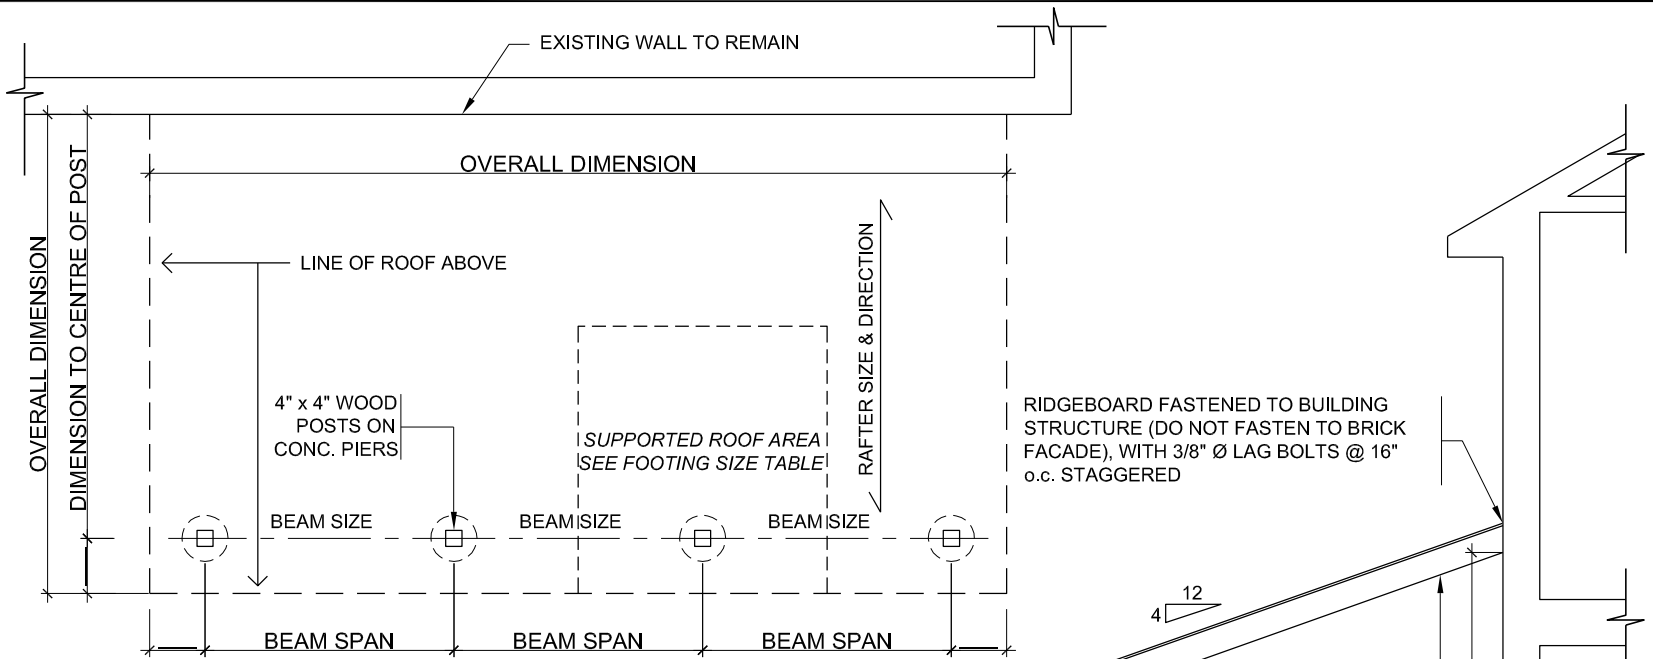 EXISTING WALL TO REMAIN
OVERALL DIMENSION
OVERALL DIMENSION
DIMENSION TO CENTRE OF POST
LINE OF ROOF ABOVE
RAFTER SIZE & DIRECTION
4" x 4" WOOD
POSTS ON
CONC. PIERS
SUPPORTED ROOF AREA
SEE FOOTING SIZE TABLE
BEAM SIZE
BEAM SIZE
BEAM SIZE
BEAM SPAN
BEAM SPAN
BEAM SPAN
RIDGEBOARD FASTENED TO BUILDING
STRUCTURE (DO NOT FASTEN TO BRICK
FACADE), WITH 3/8" Ø LAG BOLTS @ 16"
o.c. STAGGERED
12
4